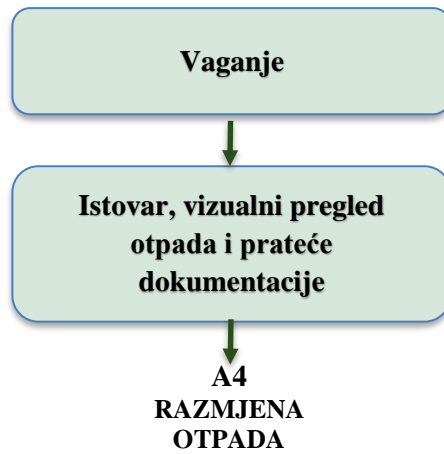 Vaganje
Istovar, vizualni pregled
otpada i prateće
dokumentacije
A4
RAZMJENA
OTPADA